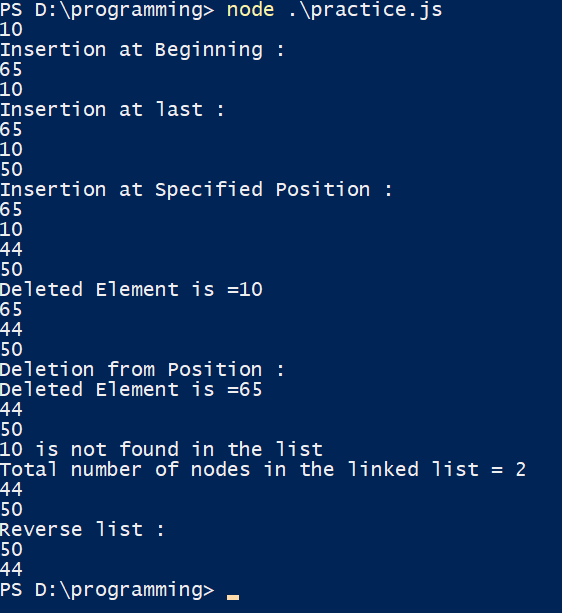 PS D:\programming> node .\practice.js
10
Insertion at Beginning :
65
10
Insertion at last :
65
10
50
Insertion at Specified Position :
65
10
44
50
Deleted Element is =10
65
44
50
Deletion from Position :
Deleted Element is =65
44
50
10 is not found in the list
Total number of nodes in the linked list = 2
44
50
Reverse list :
50
44
PS D:\programming>